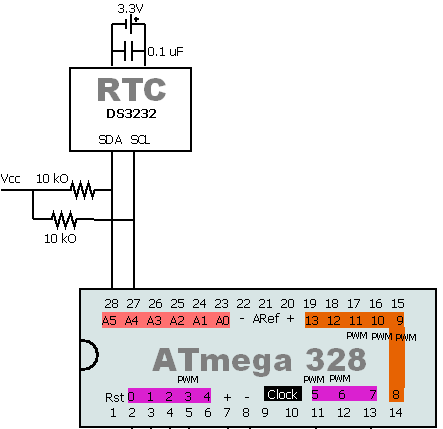 3.3V
+
0.1 uF
RTC
DS3232
SDA SCL
Vcc 10 kO
10 kO
28 27 26 25 24 23 22 21 20 19 18 17 16 15
A5 A4 A3 A2 A1 A0 - ARef + 13 12 11 10 9
PWM PWM PWM
ATmega 328
PWM PWM PWM
Rst 0 1 2 3 4 + - Clock 5 6 7 8
1 2 3 4 5 6 7 8 9 10 11 12 13 14